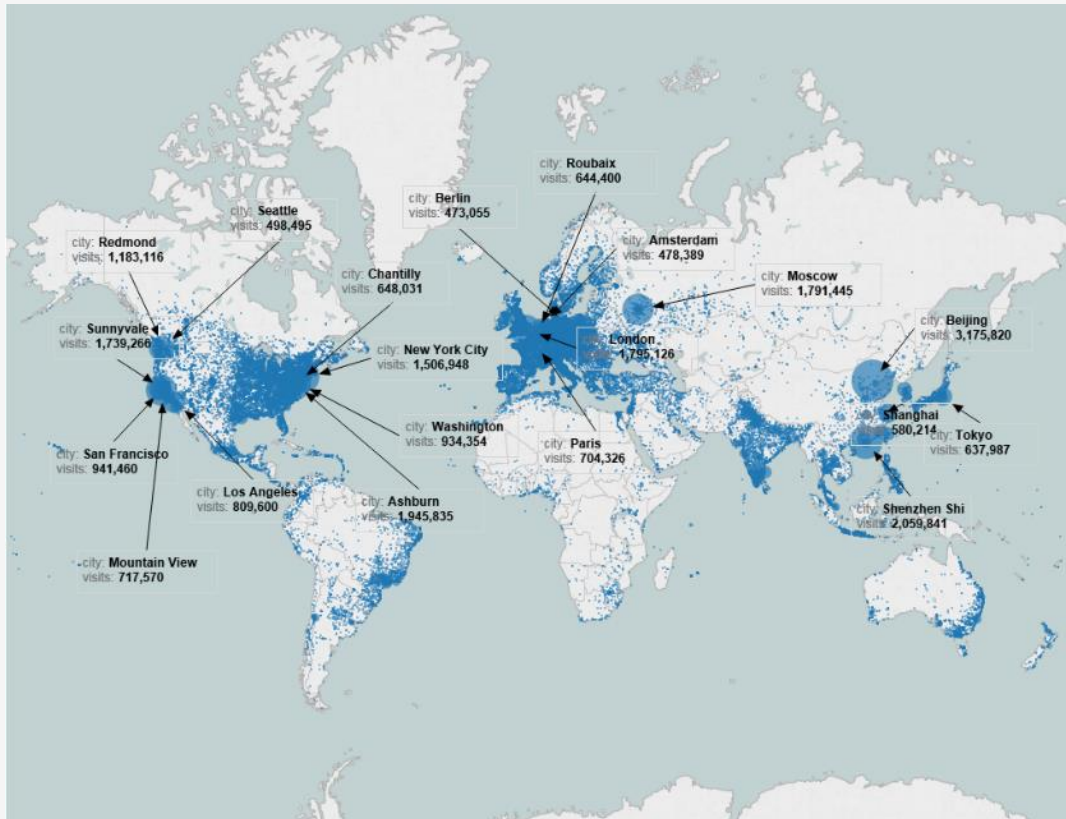 city: Roubaix
visits: 644,400
city: Berlin
visits: 473,055
city: Seattle
visits: 498,495
city: Redmond
visits: 1,183,116
city: Amsterdam
visits: 478,389
city: Chantilly
visits: 648,031
city: Moscow
visits: 1,791,445
city: Beijing
visits: 3,175,820
city: Sunnyvale
visits: 1,739,266
city: New York City
visits: 1,506,948
city: London
visits: 1,795,126
city: Shanghai
580,214
city: Washington
visits: 934,354
city: Paris
visits: 704,326
city: Tokyo
visits: 637,987
city: San Francisco
visits: 941,460
city: Los Angeles
visits: 809,600
city: Ashburn
visits: 1,945,835
city: Shenzhen Shi
visits: 2,059,841
city: Mountain View
visits: 717,570